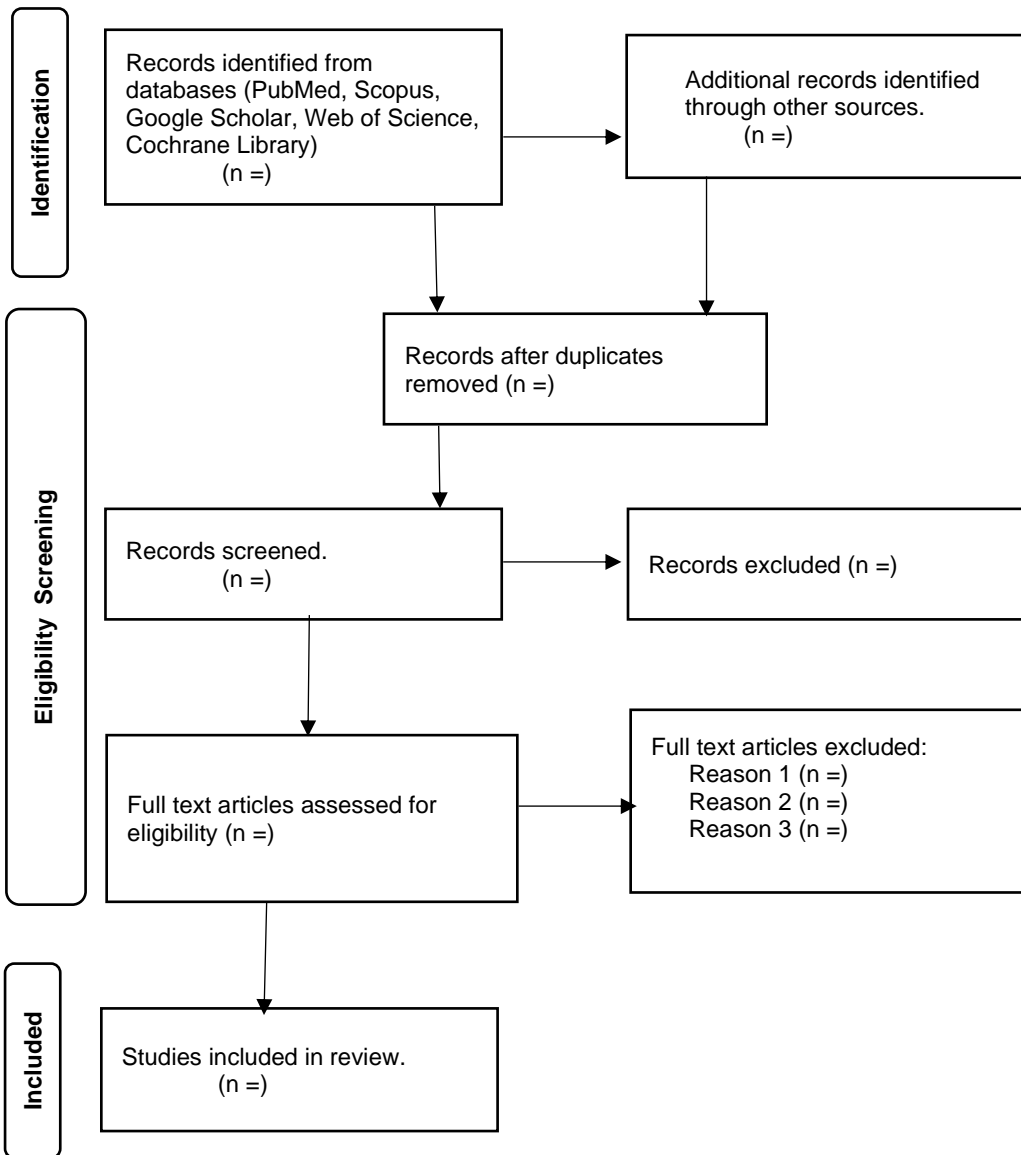 Identification
Records identified from
databases (PubMed, Scopus,
Google Scholar, Web of Science,
Cochrane Library)
(n =)
Additional records identified
through other sources.
(n =)
Records after duplicates
removed (n =)
Eligibility Screening
Records screened.
(n =)
Records excluded (n =)
Full text articles assessed for
eligibility (n =)
Full text articles excluded:
Reason 1 (n =)
Reason 2 (n =)
Reason 3 (n =)
Included
Studies included in review.
(n =)